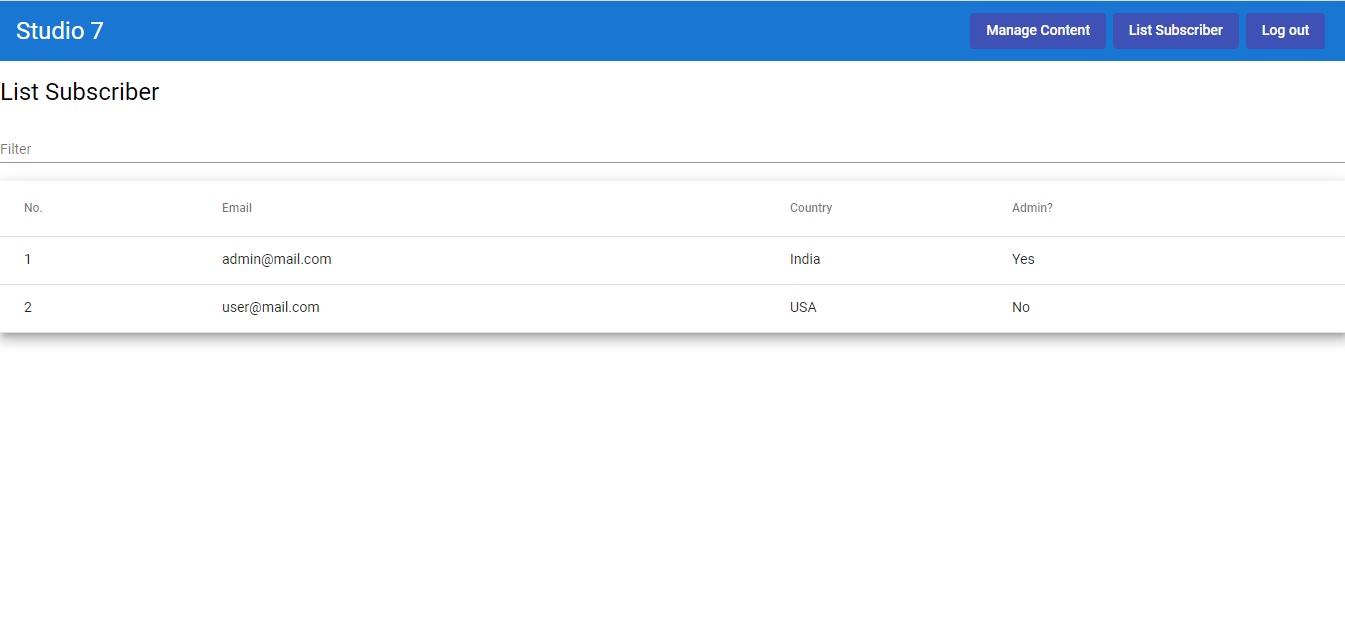 Studio 7 Manage Content List Subscriber Log out
List Subscriber
Filter
No. Email Country Admin?
1 admin@mail.com India Yes
2 user@mail.com USA No